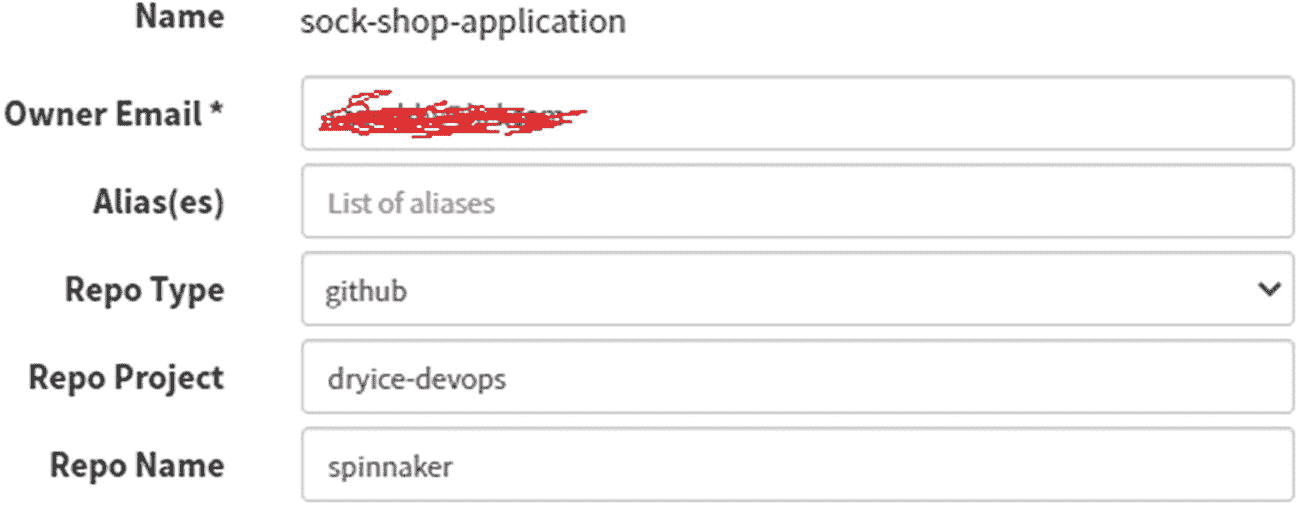 Name sock-shop-application
Owner Email *
Alias(es) List of aliases
Repo Type github
Repo Project dryice-devops
Repo Name spinnaker